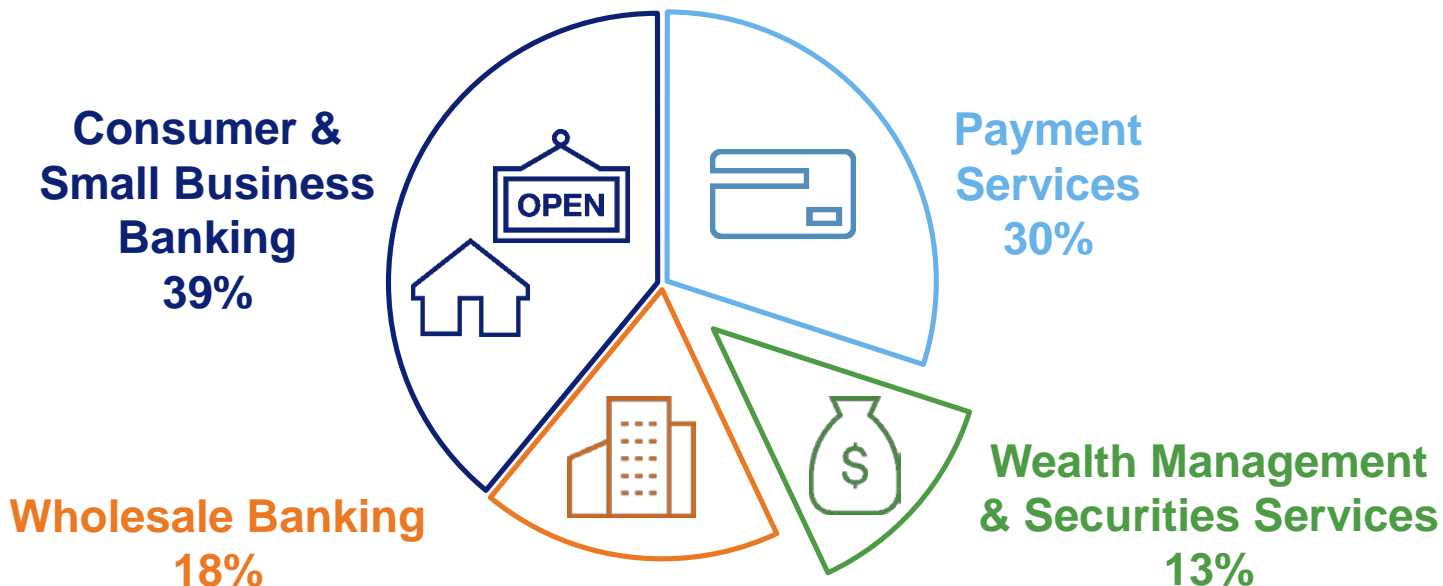 Consumer &
Small Business
Banking
39%
OPEN
Payment
Services
30%
Wholesale Banking
18%
$
Wealth Management
& Securities Services
13%